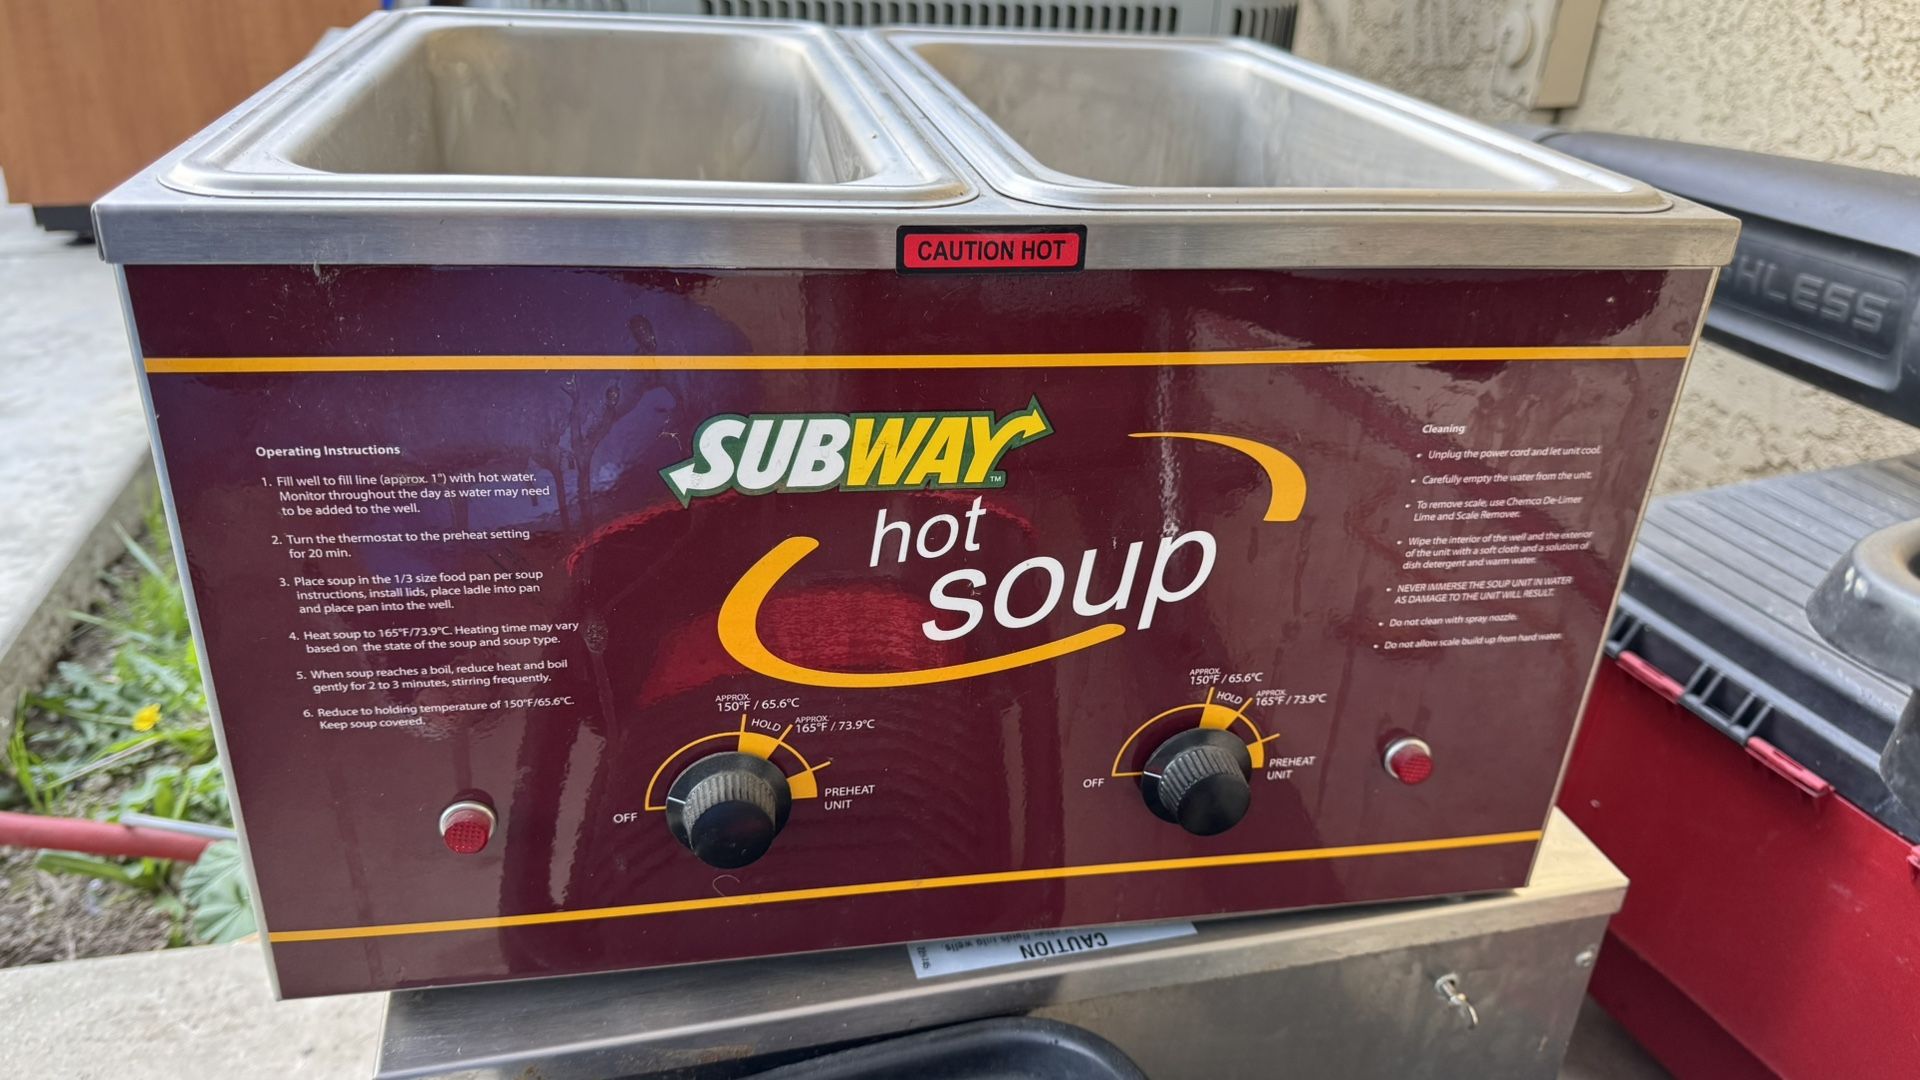 CAUTION HOT
HLESS
Operating Instructions
1. Fill well to fill line (approx. 1") with hot water.
Monitor throughout the day as water may need
to be added to the well.
2. Turn the thermostat to the preheat setting
for 20 min.
3. Place soup in the 1/3 size food pan per soup
instructions, install lids, place ladle into pan
and place pan into the well.
4. Heat soup to 165°F/73.9°C. Heating time may vary
based on the state of the soup and soup type.
5. When soup reaches a boil, reduce heat and boil
gently for 2 to 3 minutes, stirring frequently.
6. Reduce to holding temperature of 150°F/65.6°C.
Keep soup covered.
SUBWAY™
hot
soup
Cleaning
• Unplug the power cord and let unit cool.
• Carefully empty the water from the unit.
• To remove scale, use Chemco De-Limer
Lime and Scale Remover.
• Wipe the interior of the well and the exterior
of the unit with a soft cloth and a solution of
dish detergent and warm water.
• NEVER IMMERSE THE SOUP UNIT IN WATER
AS DAMAGE TO THE UNIT WILL RESULT.
• Do not clean with spray nozzle.
• Do not allow scale build up from hard water.
APPROX.
150°F / 65.6°C
HOLD
APPROX.
165°F / 73.9°C
PREHEAT
UNIT
OFF
APPROX.
150°F / 65.6°C
HOLD
APPROX.
165°F / 73.9°C
PREHEAT
UNIT
OFF
CAUTION
fluids into wells.